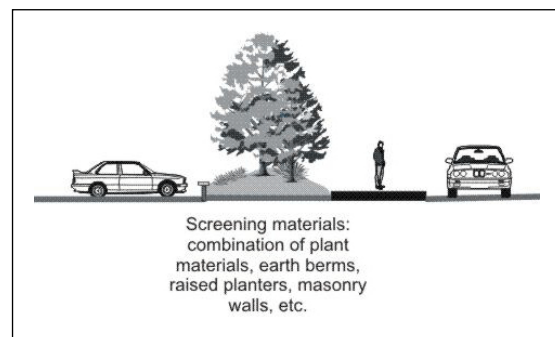 Screening materials:
combination of plant
materials, earth berms,
raised planters, masonry
walls, etc.